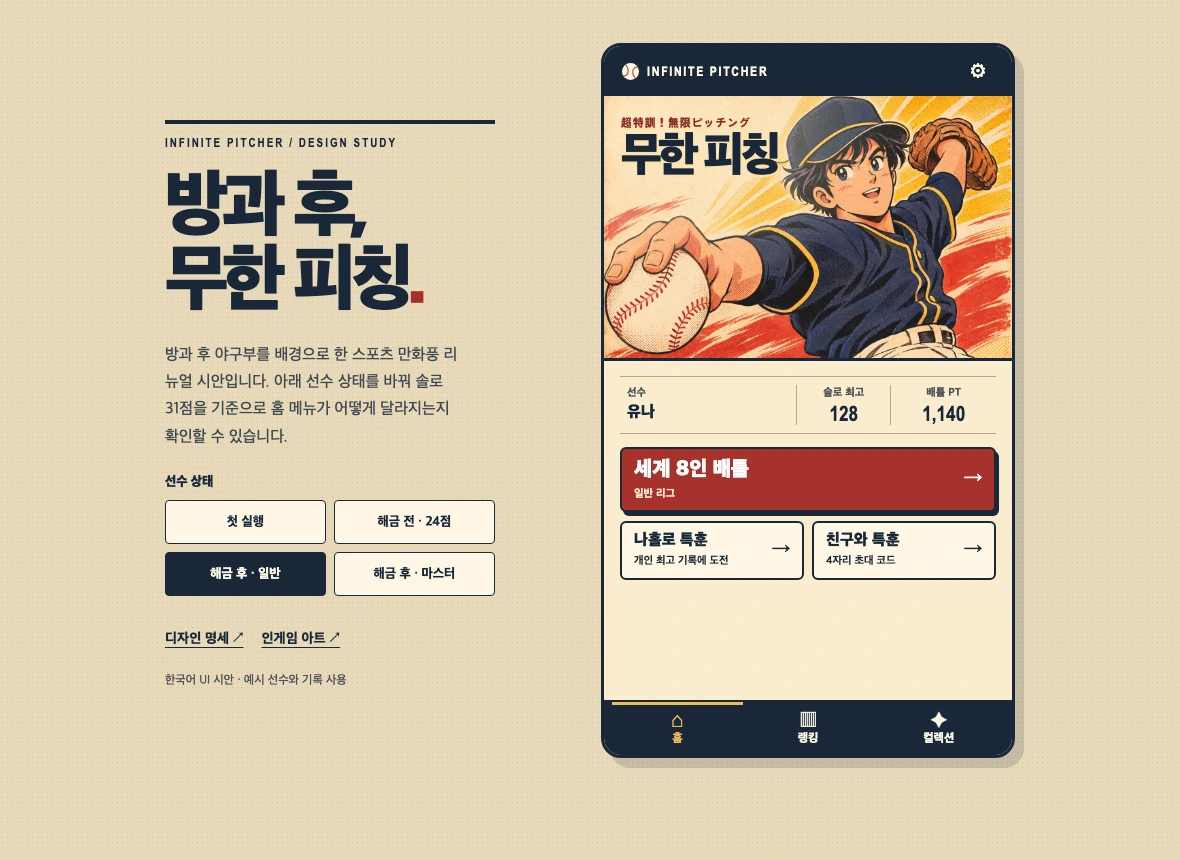 INFINITE PITCHER / DESIGN STUDY
방과 후,
무한 피칭.
방과 후 야구부를 배경으로 한 스포츠 만화풍 리
뉴얼 시안입니다. 아래 선수 상태를 바꿔 솔로
31점을 기준으로 홈 메뉴가 어떻게 달라지는지
확인할 수 있습니다.
선수 상태
첫 실행
해금 전 · 24점
해금 후 · 일반
해금 후 · 마스터
디자인 명세 ↗
인게임 아트 ↗
한국어 UI 시안 · 예시 선수와 기록 사용
INFINITE PITCHER
超特訓！無限ピッチング
무한 피칭
선수
유나
솔로 최고
128
배틀 PT
1,140
세계 8인 배틀
일반 리그
→
나홀로 특훈
개인 최고 기록에 도전
→
친구와 특훈
4자리 초대 코드
→
홈
랭킹
컬렉션